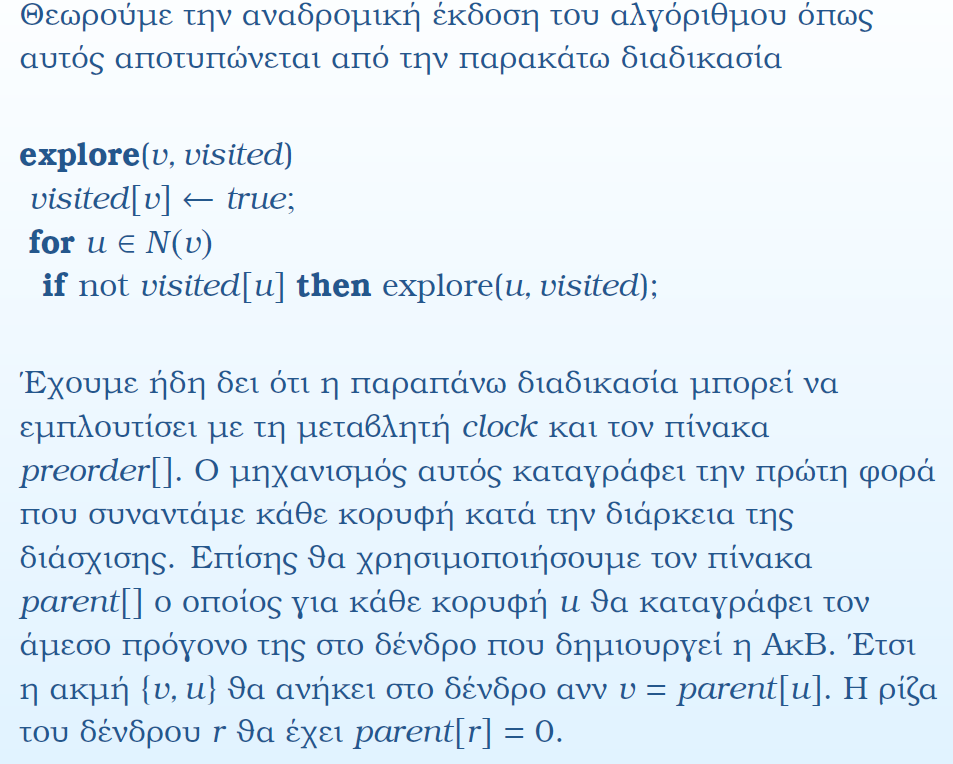 Θεωρούμε την αναδρομική έκδοση του αλγόριθμου όπως
αυτός αποτυπώνεται από την παρακάτω διαδικασία
explore(v, visited)
visited[v] ← true;
for u ∈ N(v)
if not visited[u] then explore(u, visited);
Έχουμε ήδη δει ότι η παραπάνω διαδικασία μπορεί να
εμπλουτίσει με τη μεταβλητή clock και τον πίνακα
preorder[]. Ο μηχανισμός αυτός καταγράφει την πρώτη φορά
που συναντάμε κάθε κορυφή κατά την διάρκεια της
διάσχισης. Επίσης θα χρησιμοποιήσουμε τον πίνακα
parent[] ο οποίος για κάθε κορυφή u θα καταγράφει τον
άμεσο πρόγονο της στο δένδρο που δημιουργεί η ΑκΒ. Έτσι
η ακμή {v, u} θα ανήκει στο δένδρο ανν v = parent[u]. Η ρίζα
του δένδρου r θα έχει parent[r] = 0.